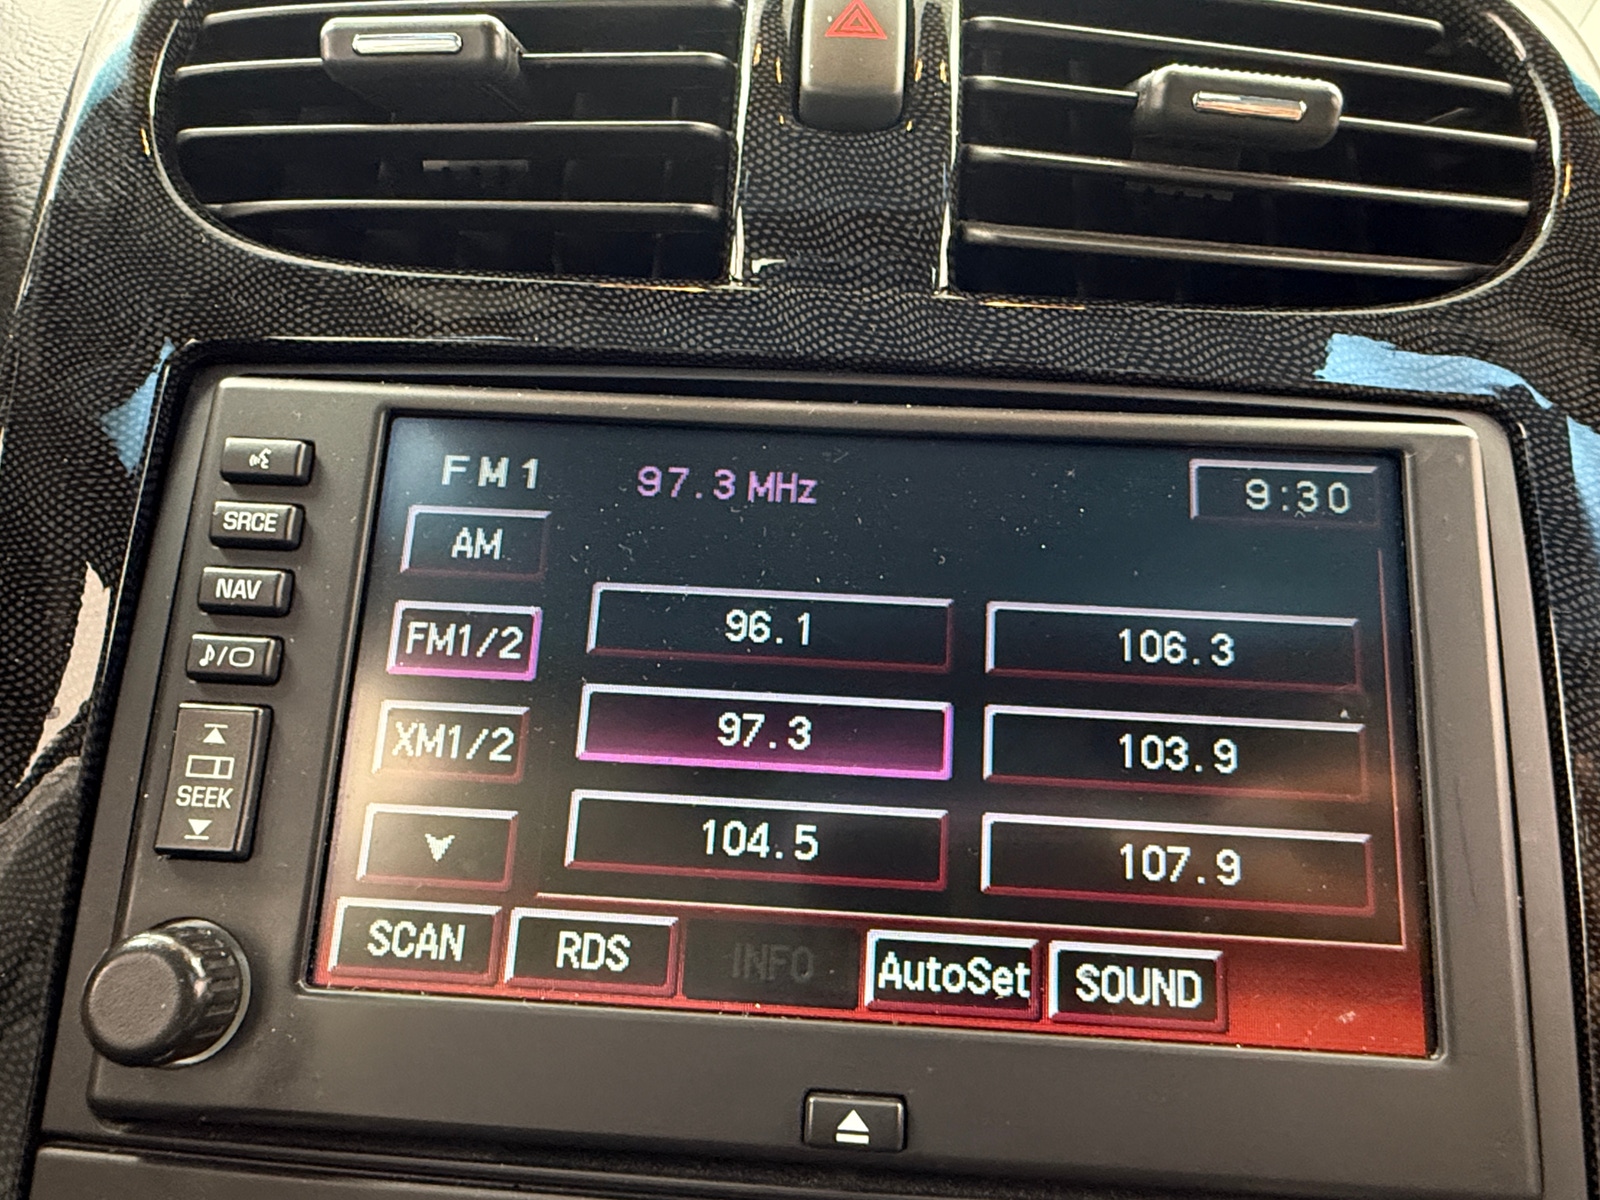 FM1 97.3 MHz 9:30
AM
SRCE
NAV
SEEK
FM1/2 96.1 106.3
XM1/2 97.3 103.9
104.5 107.9
SCAN RDS INFO AutoSet SOUND